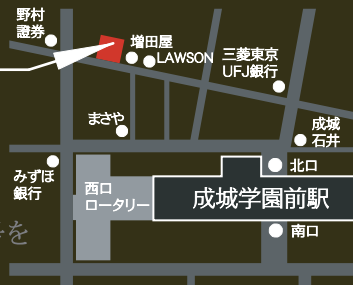 野村
證券
増田屋
LAWSON
三菱東京
UFJ銀行
まさや
成城
石井
みずほ
銀行
北口
西口
ロータリー
成城学園前駅
南口
を